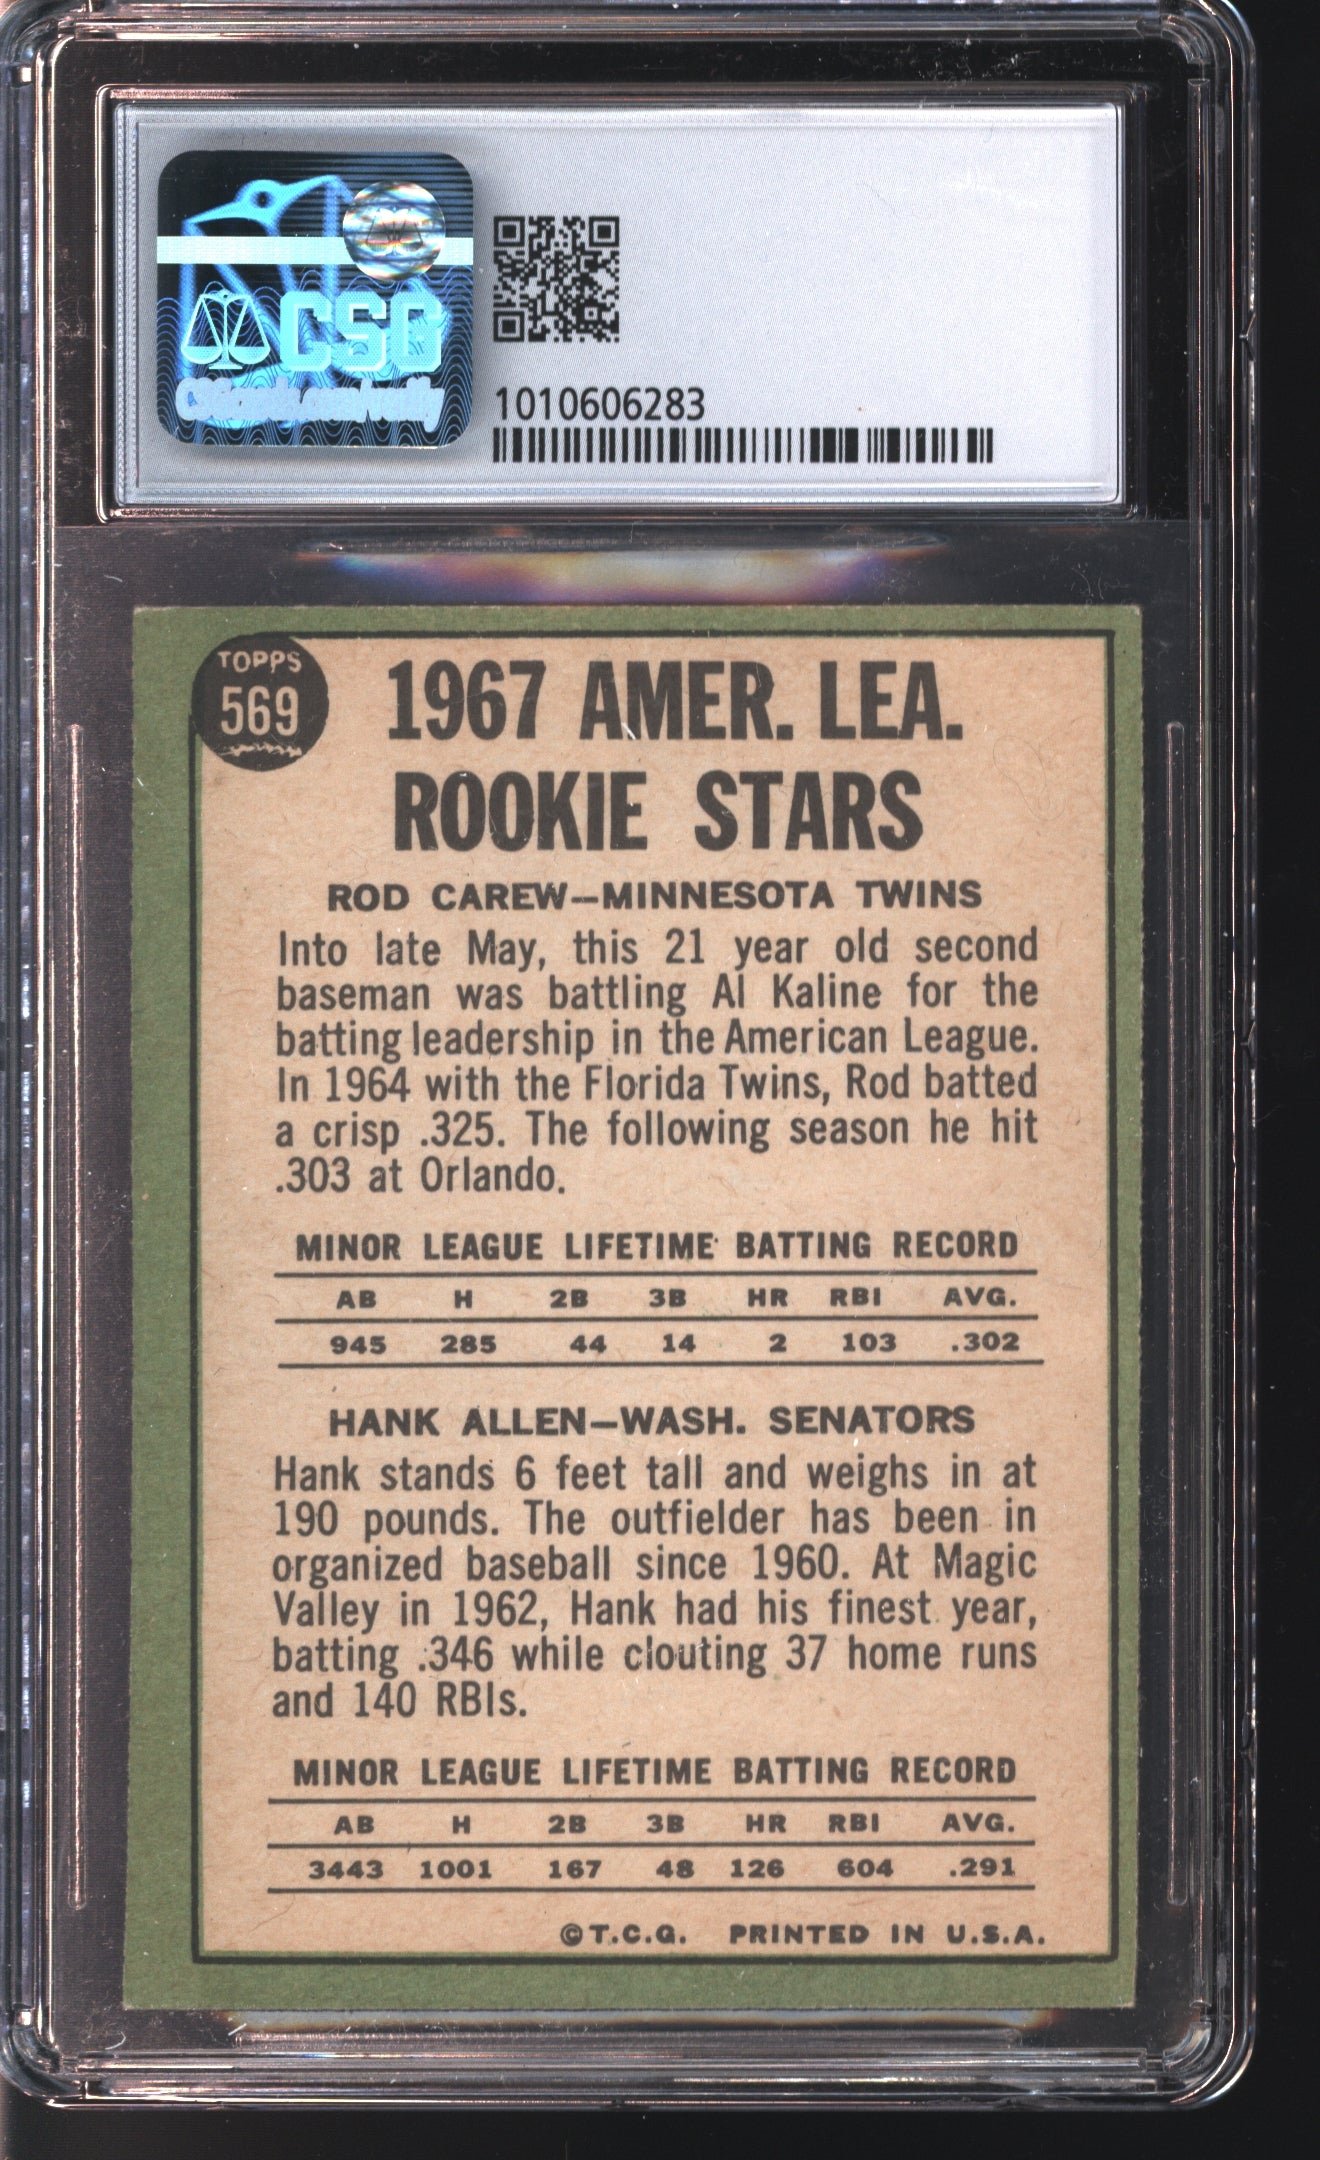 CSG
1010606283
TOPPS
569
1967 AMER. LEA.
ROOKIE STARS
ROD CAREW—MINNESOTA TWINS
Into late May, this 21 year old second
baseman was battling Al Kaline for the
batting leadership in the American League.
In 1964 with the Florida Twins, Rod batted
a crisp .325. The following season he hit
.303 at Orlando.
MINOR LEAGUE LIFETIME BATTING RECORD
AB H 2B 3B HR RBI AVG.
945 285 44 14 2 103 .302
HANK ALLEN—WASH. SENATORS
Hank stands 6 feet tall and weighs in at
190 pounds. The outfielder has been in
organized baseball since 1960. At Magic
Valley in 1962, Hank had his finest year,
batting .346 while clouting 37 home runs
and 140 RBIs.
MINOR LEAGUE LIFETIME BATTING RECORD
AB H 2B 3B HR RBI AVG.
3443 1001 167 48 126 604 .291
©T.C.G. PRINTED IN U.S.A.